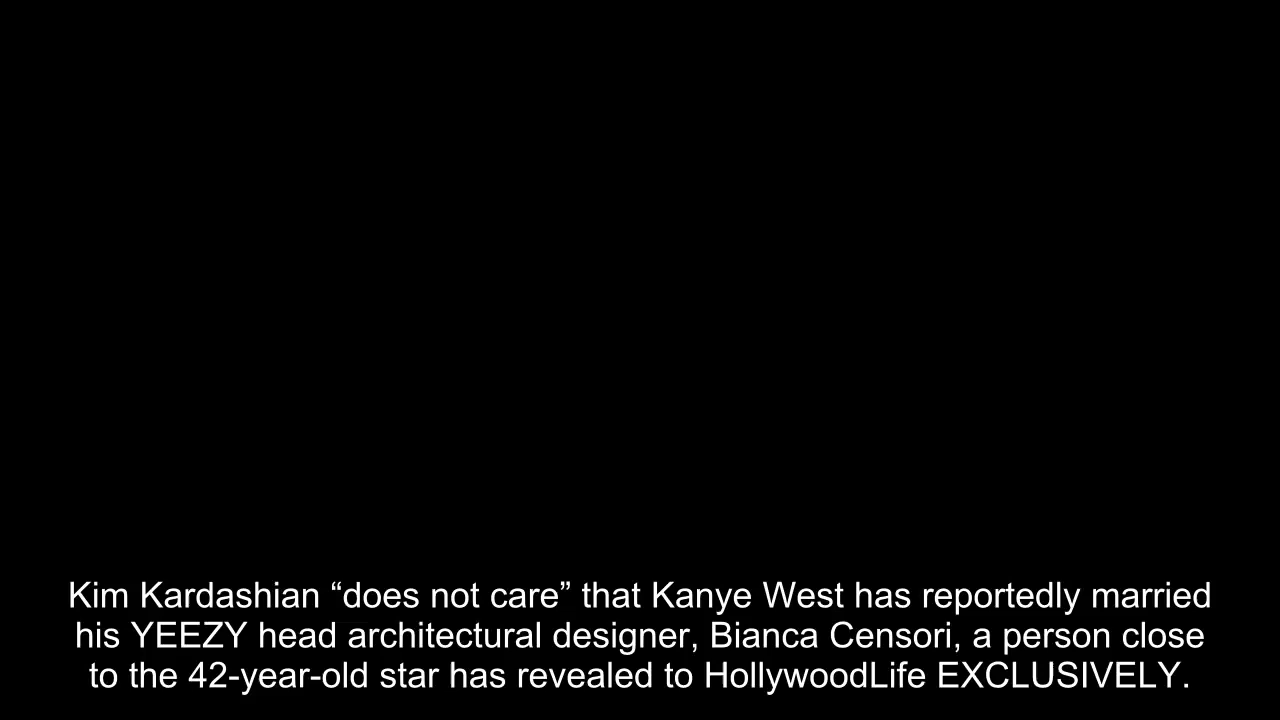 Kim Kardashian “does not care” that Kanye West has reportedly married
his YEEZY head architectural designer, Bianca Censori, a person close
to the 42-year-old star has revealed to HollywoodLife EXCLUSIVELY.